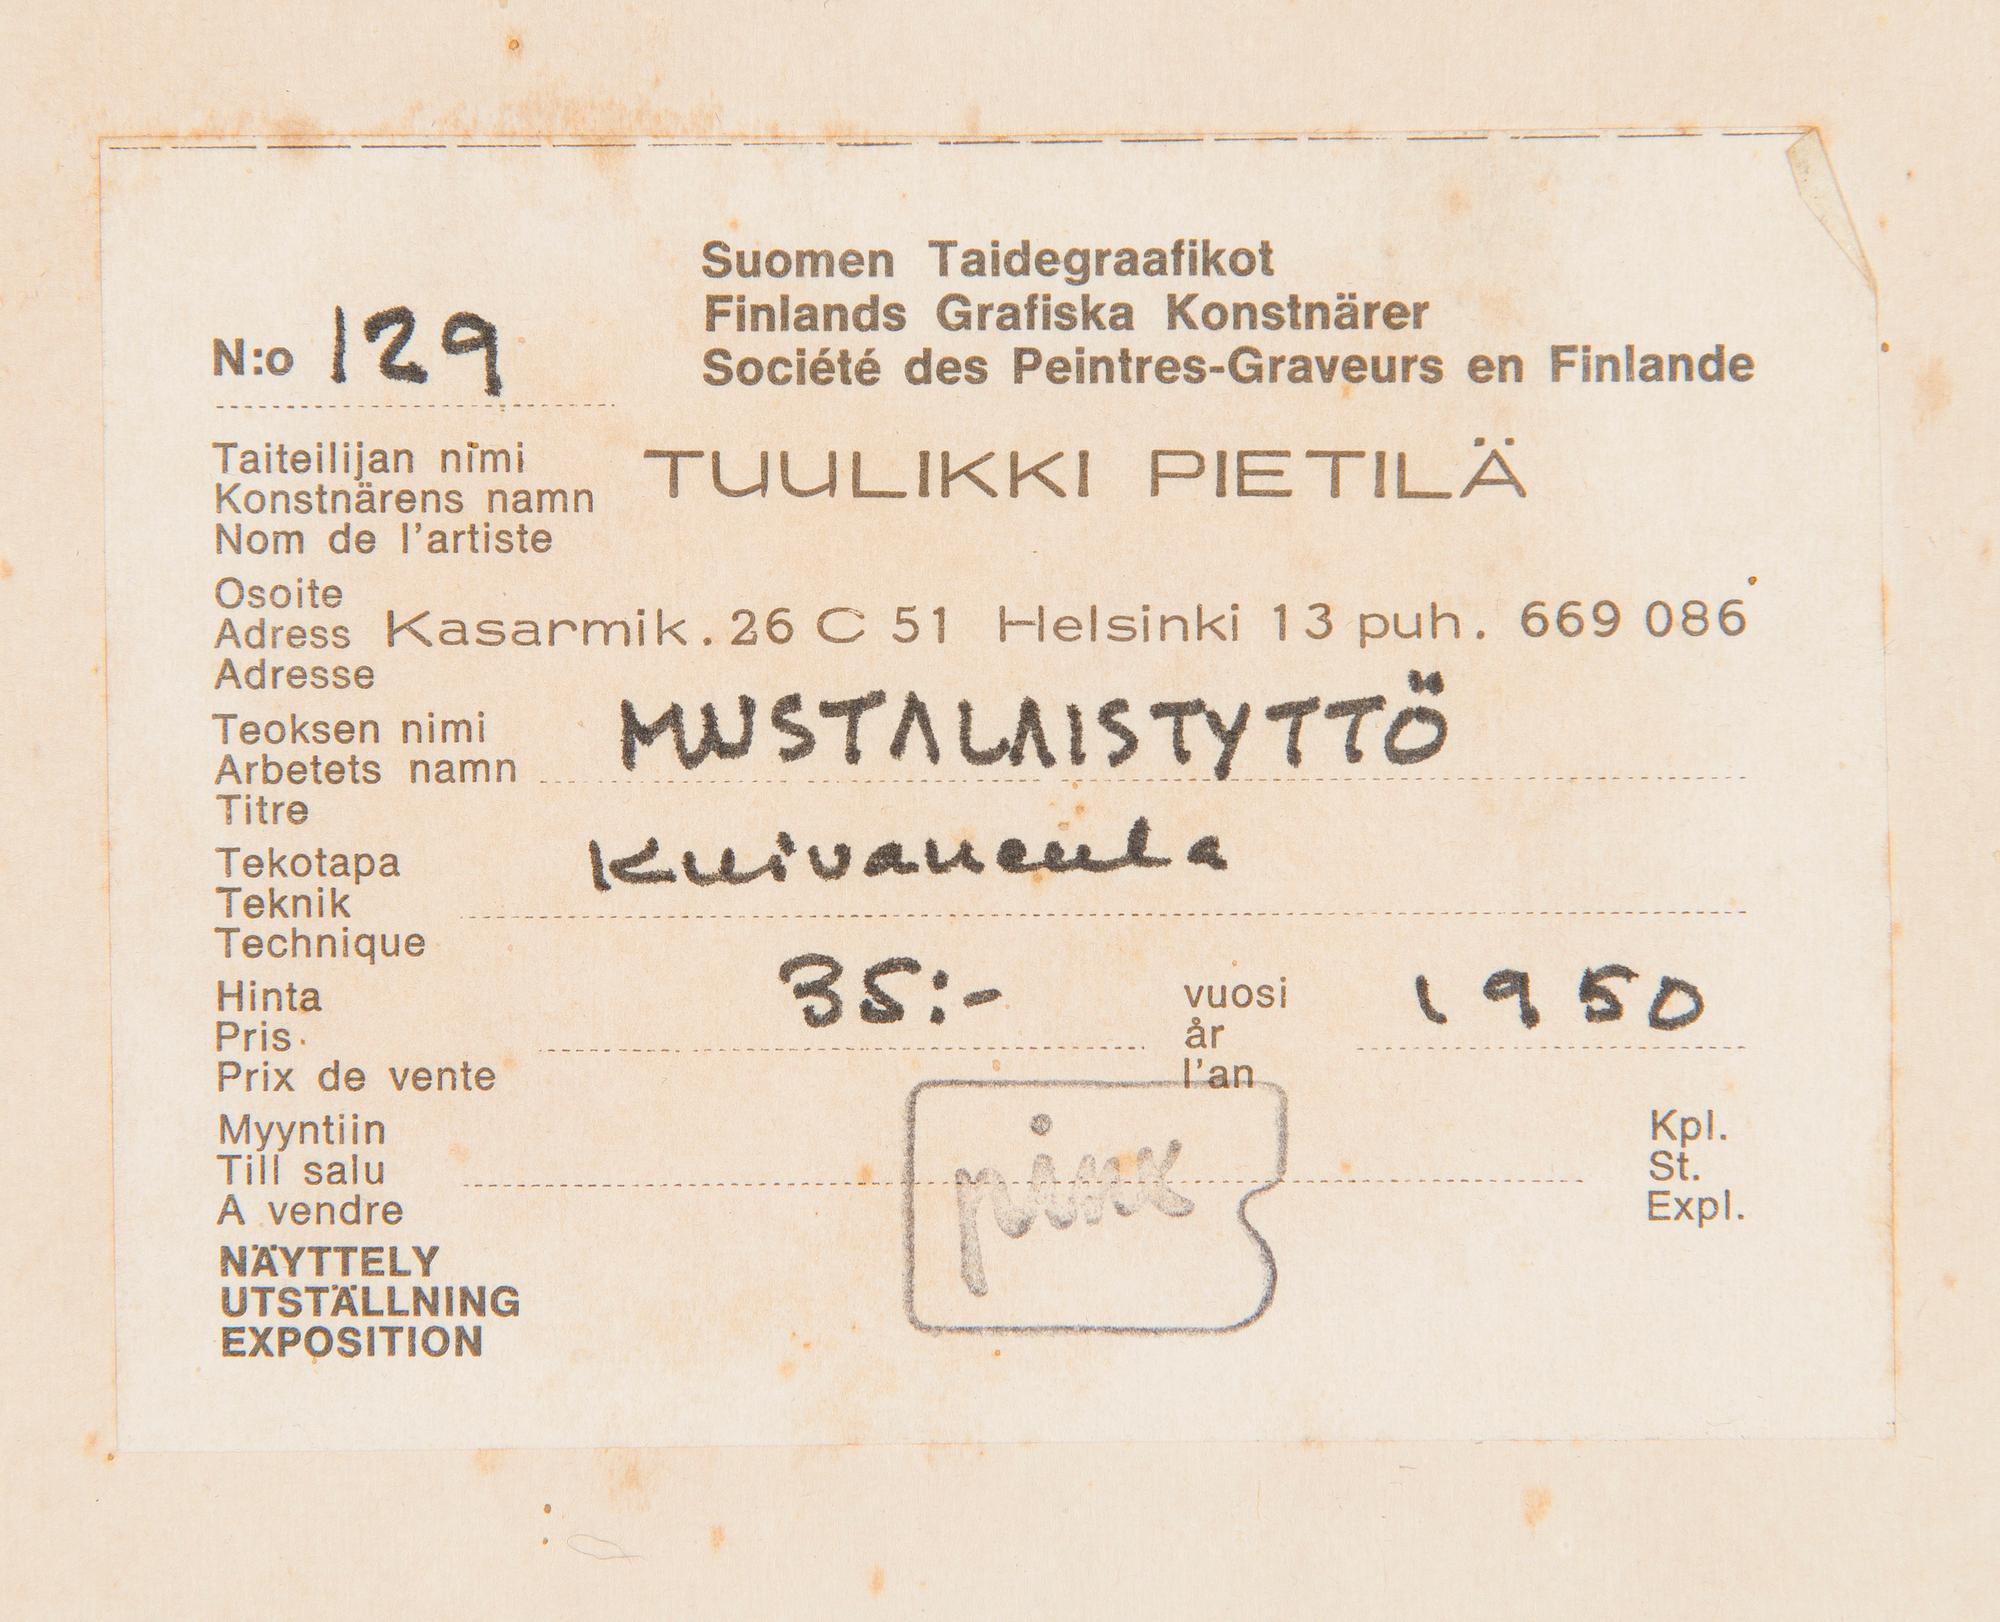 Suomen Taidegraafikot
Finlands Grafiska Konstnärer
Société des Peintres-Graveurs en Finlande
N:o 129
Taiteilijan nimi
Konstnärens namn
Nom de l'artiste
TUULIKKI PIETILÄ
Osoite
Adress
Adresse
Kasarmik. 26 C 51 Helsinki 13 puh. 669 086
Teoksen nimi
Arbetets namn
Titre
MUSTALAISTYTTÖ
Tekotapa
Teknik
Technique
Kuivaneula
Hinta
Pris
Prix de vente
35:-
vuosi
år
l'an
1950
Myyntiin
Till salu
A vendre
Kpl.
St.
Expl.
pinx
NÄYTTELY
UTSTÄLLNING
EXPOSITION